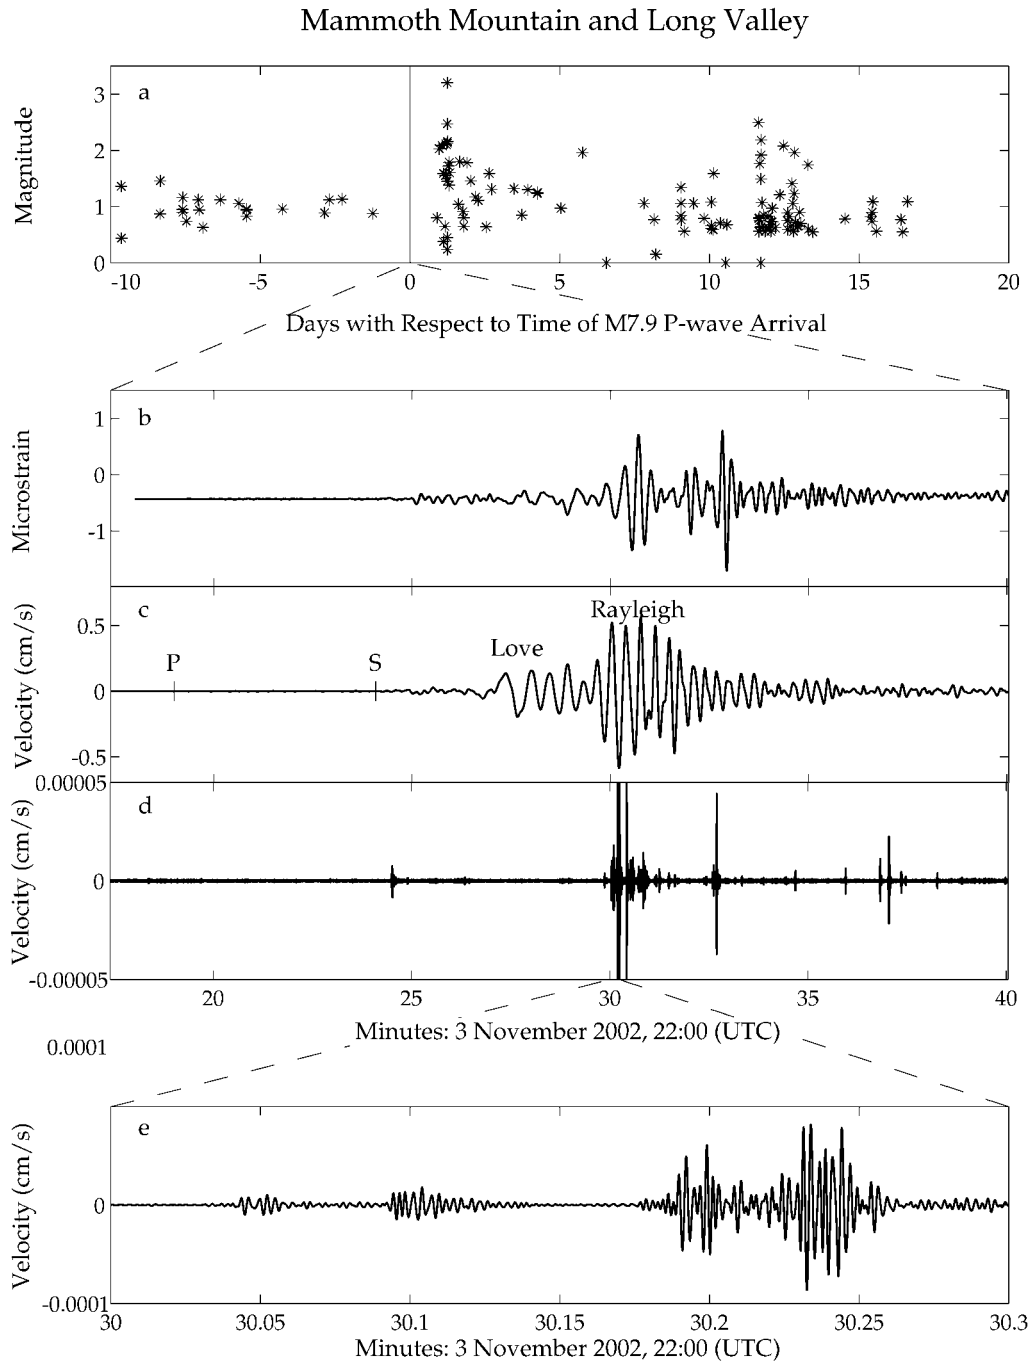 Mammoth Mountain and Long Valley
Magnitude
a
3
2
1
0
-10 -5 0 5 10 15 20
Days with Respect to Time of M7.9 P-wave Arrival
Microstrain
b
1
0
-1
Velocity (cm/s)
c
0.5
0
-0.5
P
S
Love
Rayleigh
Velocity (cm/s)
d
0.00005
0
-0.00005
20 25 30 35 40
Minutes: 3 November 2002, 22:00 (UTC)
0.0001
Velocity (cm/s)
e
0
-0.0001
30 30.05 30.1 30.15 30.2 30.25 30.3
Minutes: 3 November 2002, 22:00 (UTC)